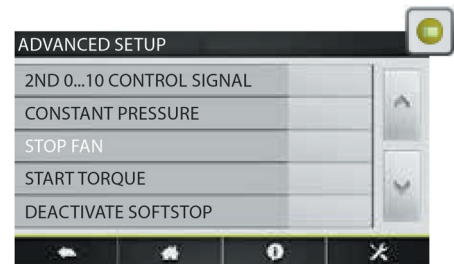 ADVANCED SETUP
2ND 0...10 CONTROL SIGNAL
CONSTANT PRESSURE
STOP FAN
START TORQUE
DEACTIVATE SOFTSTOP